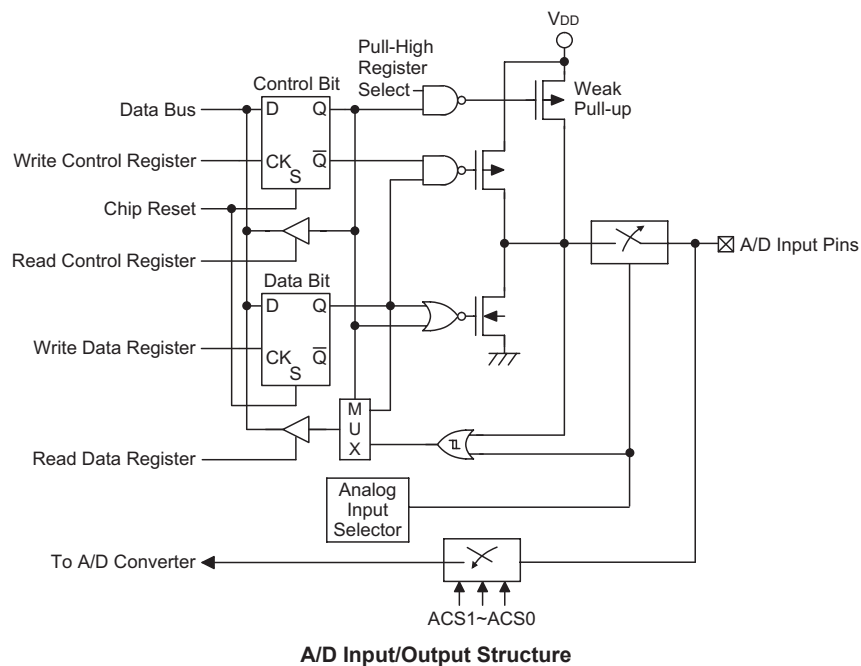 VDD
Pull-High
Register
Select
Control Bit
Weak
Pull-up
Data Bus
D
Q
Write Control Register
CK
Q̅
S
Chip Reset
A/D Input Pins
Read Control Register
Data Bit
D
Q
Write Data Register
CK
Q̅
S
M
U
X
Read Data Register
Analog
Input
Selector
To A/D Converter
ACS1~ACS0
A/D Input/Output Structure